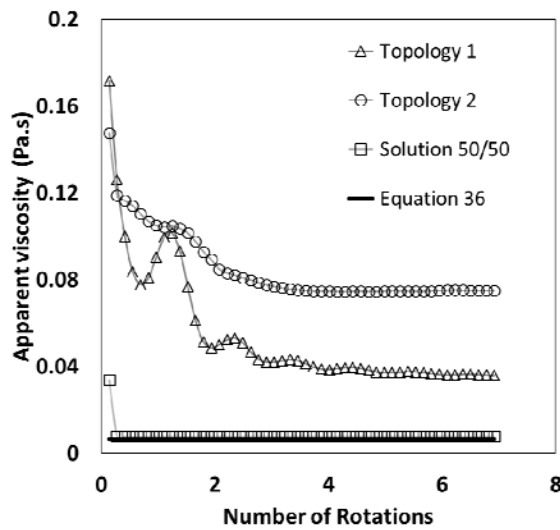 0.2
0.16
0.12
0.08
0.04
0
Apparent viscosity (Pa.s)
Topology 1
Topology 2
Solution 50/50
Equation 36
0 2 4 6 8
Number of Rotations